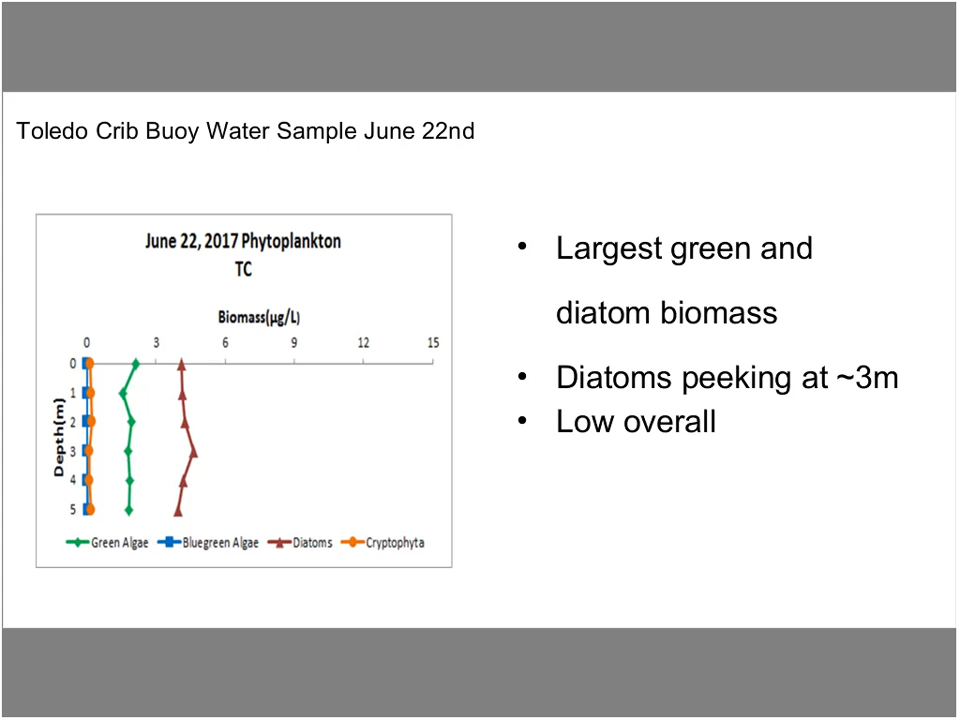 Toledo Crib Buoy Water Sample June 22nd
June 22, 2017 Phytoplankton
TC
Biomass(µg/L)
0 3 6 9 12 15
Depth(m)
0
1
2
3
4
5
Green Algae Bluegreen Algae Diatoms Cryptophyta
• Largest green and
diatom biomass
• Diatoms peeking at ~3m
• Low overall